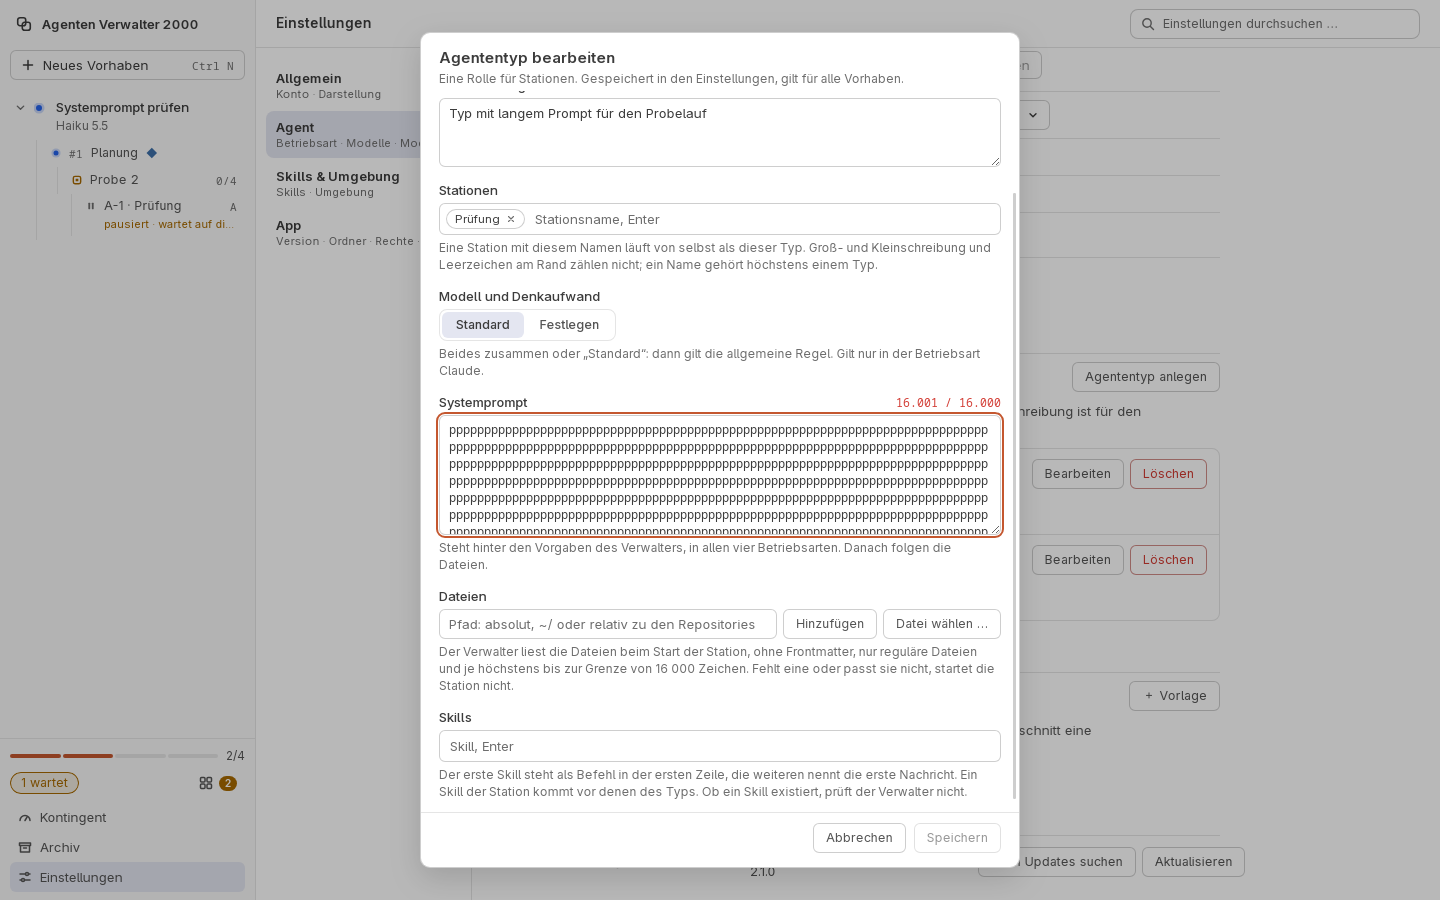 Agenten Verwalter 2000
Neues Vorhaben
Ctrl N
Systemprompt prüfen
Haiku 5.5
#1 Planung
Probe 2
0/4
A-1 · Prüfung
A
pausiert · wartet auf di…
2/4
1 wartet
2
Kontingent
Archiv
Einstellungen
Einstellungen
Einstellungen durchsuchen …
Allgemein
Konto · Darstellung
Agent
Betriebsart · Modelle ·
Skills & Umgebung
Skills · Umgebung
App
Version · Ordner · Rechte ·
Agententyp bearbeiten
Eine Rolle für Stationen. Gespeichert in den Einstellungen, gilt für alle Vorhaben.
Typ mit langem Prompt für den Probelauf
Stationen
Prüfung ×
Stationsname, Enter
Eine Station mit diesem Namen läuft von selbst als dieser Typ. Groß- und Kleinschreibung und
Leerzeichen am Rand zählen nicht; ein Name gehört höchstens einem Typ.
Modell und Denkaufwand
Standard
Festlegen
Beides zusammen oder „Standard“: dann gilt die allgemeine Regel. Gilt nur in der Betriebsart
Claude.
Systemprompt
16.001 / 16.000
ppppppppppppppppppppppppppppppppppppppppppppppppppppppppppppppppppppppppppppp
ppppppppppppppppppppppppppppppppppppppppppppppppppppppppppppppppppppppppppppp
ppppppppppppppppppppppppppppppppppppppppppppppppppppppppppppppppppppppppppppp
ppppppppppppppppppppppppppppppppppppppppppppppppppppppppppppppppppppppppppppp
ppppppppppppppppppppppppppppppppppppppppppppppppppppppppppppppppppppppppppppp
ppppppppppppppppppppppppppppppppppppppppppppppppppppppppppppppppppppppppppppp
ppppppppppppppppppppppppppppppppppppppppppppppppppppppppppppppppppppppppppppp
Steht hinter den Vorgaben des Verwalters, in allen vier Betriebsarten. Danach folgen die
Dateien.
Dateien
Pfad: absolut, ~/ oder relativ zu den Repositories
Hinzufügen
Datei wählen …
Der Verwalter liest die Dateien beim Start der Station, ohne Frontmatter, nur reguläre Dateien
und je höchstens bis zur Grenze von 16 000 Zeichen. Fehlt eine oder passt sie nicht, startet die
Station nicht.
Skills
Skill, Enter
Der erste Skill steht als Befehl in der ersten Zeile, die weiteren nennt die erste Nachricht. Ein
Skill der Station kommt vor denen des Typs. Ob ein Skill existiert, prüft der Verwalter nicht.
Abbrechen
Speichern
Agententyp anlegen
ist für den
Bearbeiten
Löschen
Bearbeiten
Löschen
+ Vorlage
eine
Updates suchen
Aktualisieren
2.1.0